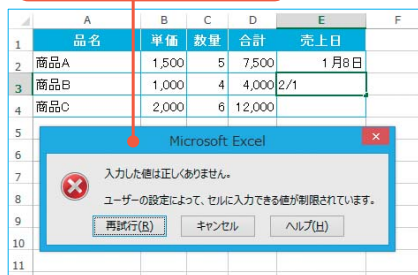 A B C D E F
1 品名 単価 数量 合計 売上日
2 商品A 1,500 5 7,500 1月8日
3 商品B 1,000 4 4,000 2/1
4 商品C 2,000 6 12,000
5
6
7
8
9
10
11
Microsoft Excel
入力した値は正しくありません。
ユーザーの設定によって、セルに入力できる値が制限されています。
再試行(R) キャンセル ヘルプ(H)